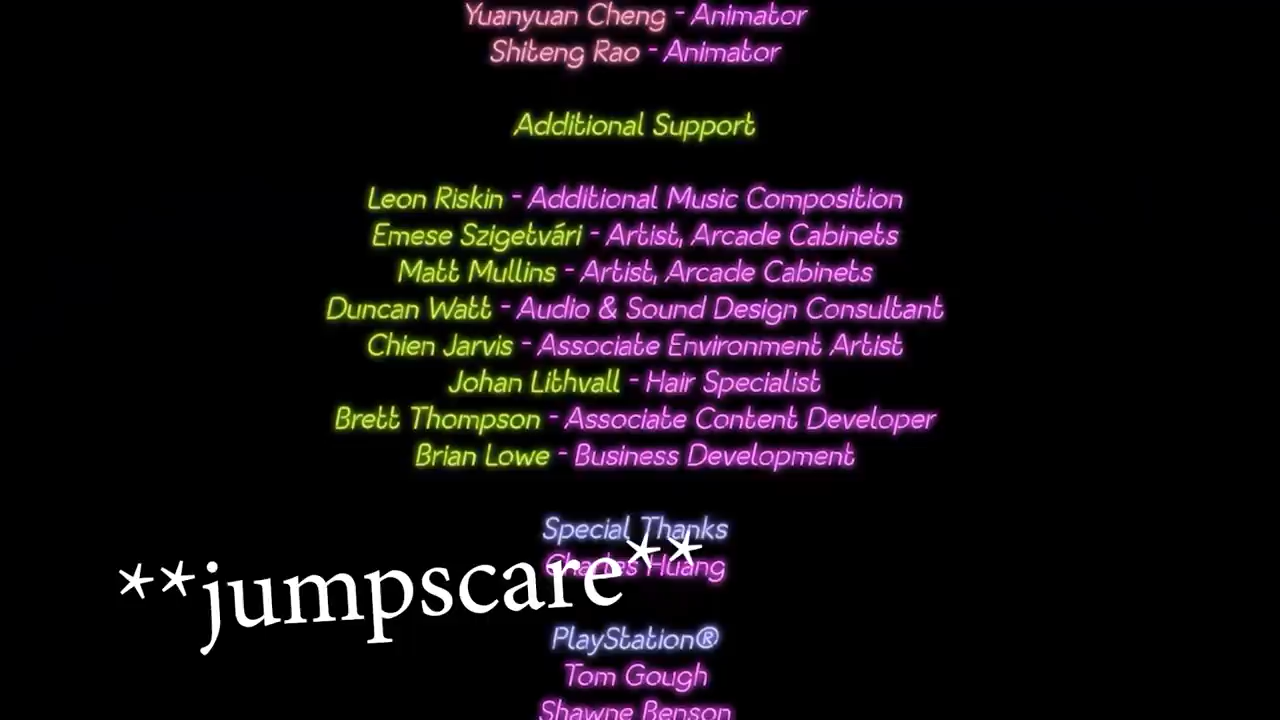 Yuanyuan Cheng - Animator
Shiteng Rao - Animator
Additional Support
Leon Riskin - Additional Music Composition
Emese Szigetvári - Artist, Arcade Cabinets
Matt Mullins - Artist, Arcade Cabinets
Duncan Watt - Audio & Sound Design Consultant
Chien Jarvis - Associate Environment Artist
Johan Lithvall - Hair Specialist
Brett Thompson - Associate Content Developer
Brian Lowe - Business Development
Special Thanks
Charles Huang
**jumpscare**
PlayStation®
Tom Gough
Shawne Benson